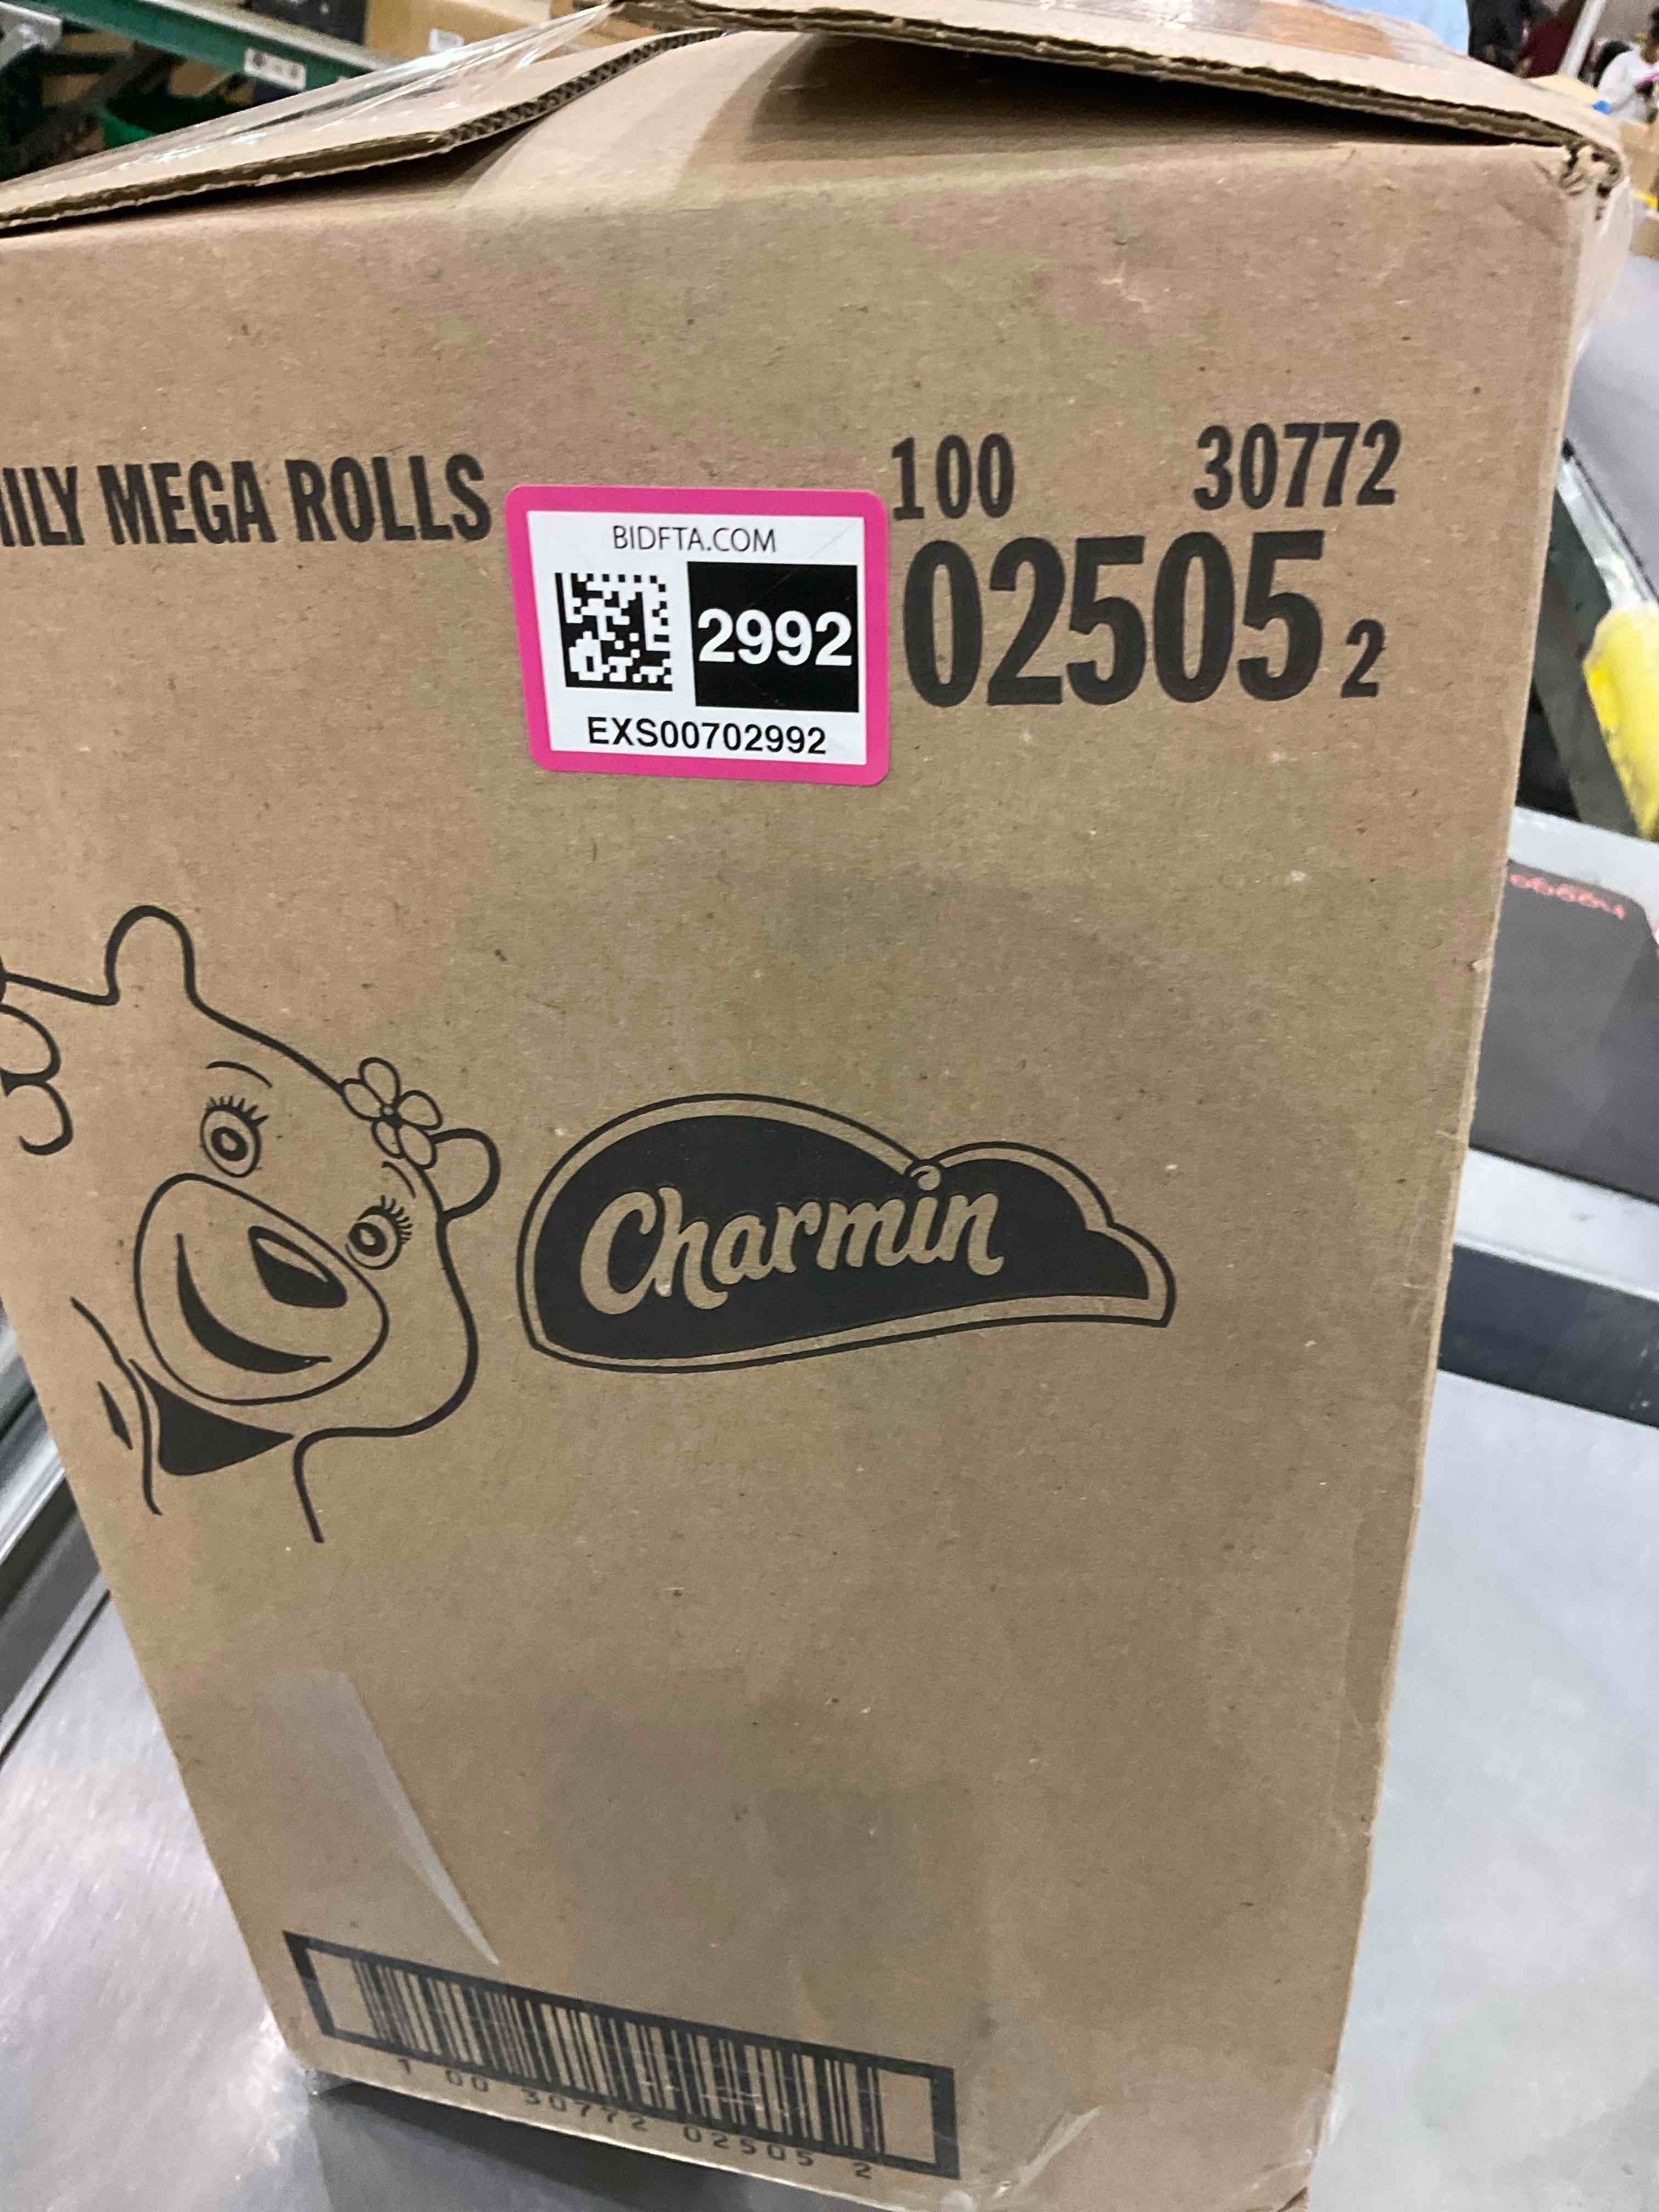 ILY MEGA ROLLS
100 30772
02505 2
BIDFTA.COM
2992
EXS00702992
Charmin
1 00 30772 02505 2